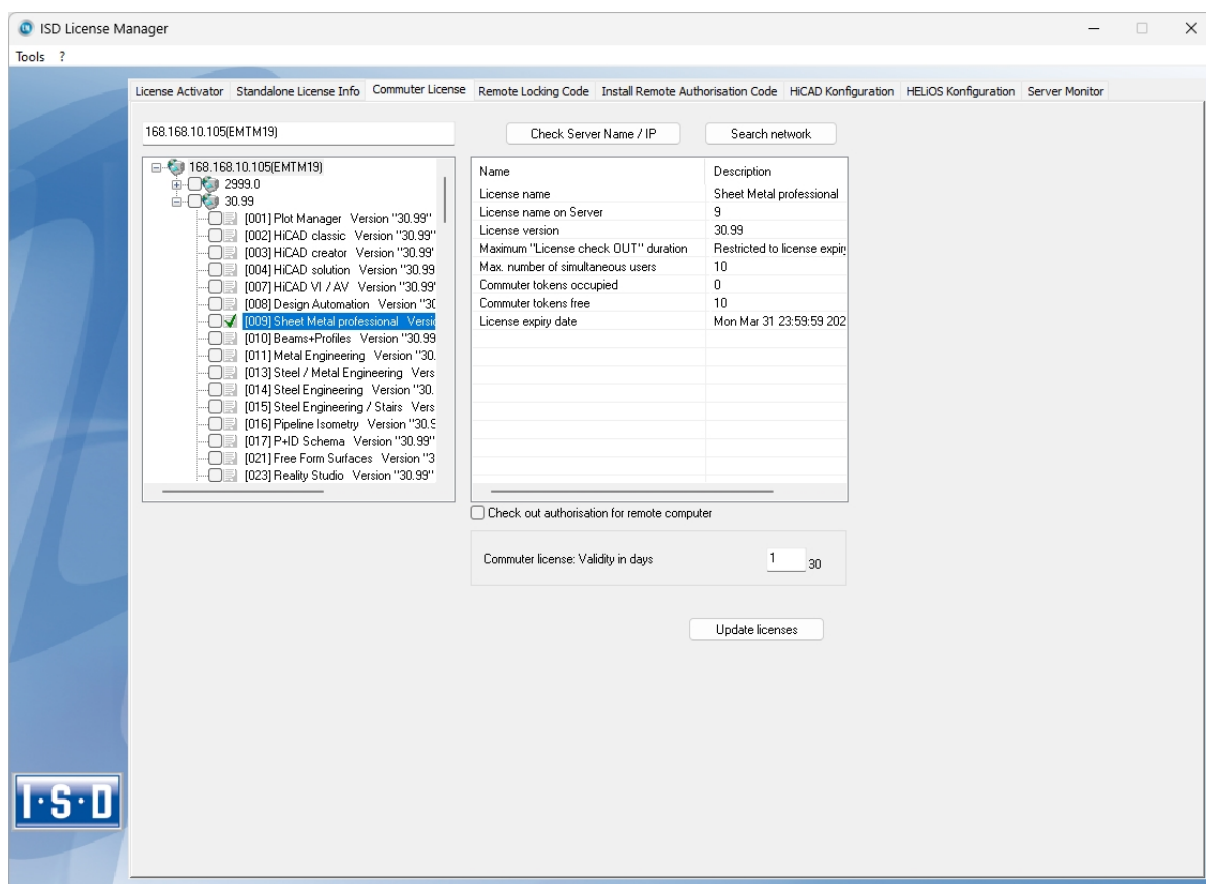 ISD License Manager
Tools ?
License Activator Standalone License Info Commuter License Remote Locking Code Install Remote Authorisation Code HiCAD Konfiguration HELiOS Konfiguration Server Monitor
168.168.10.105(EMTM19) Check Server Name / IP Search network
168.168.10.105(EMTM19)
2999.0
30.99
[001] Plot Manager Version "30.99"
[002] HiCAD classic Version "30.99"
[003] HiCAD creator Version "30.99'
[004] HiCAD solution Version "30.99
[007] HiCAD VI / AV Version "30.99'
[008] Design Automation Version "30
[009] Sheet Metal professional Versio
[010] Beams+Profiles Version "30.99
[011] Metal Engineering Version "30.
[013] Steel / Metal Engineering Vers
[014] Steel Engineering Version "30.
[015] Steel Engineering / Stairs Vers
[016] Pipeline Isometry Version "30.9
[017] P+ID Schema Version "30.99"
[021] Free Form Surfaces Version "3
[023] Reality Studio Version "30.99"
Name Description
License name Sheet Metal professional
License name on Server 9
License version 30.99
Maximum "License check OUT" duration Restricted to license expiry
Max. number of simultaneous users 10
Commuter tokens occupied 0
Commuter tokens free 10
License expiry date Mon Mar 31 23:59:59 202
Check out authorisation for remote computer
Commuter license: Validity in days 1 30
Update licenses
I·S·D